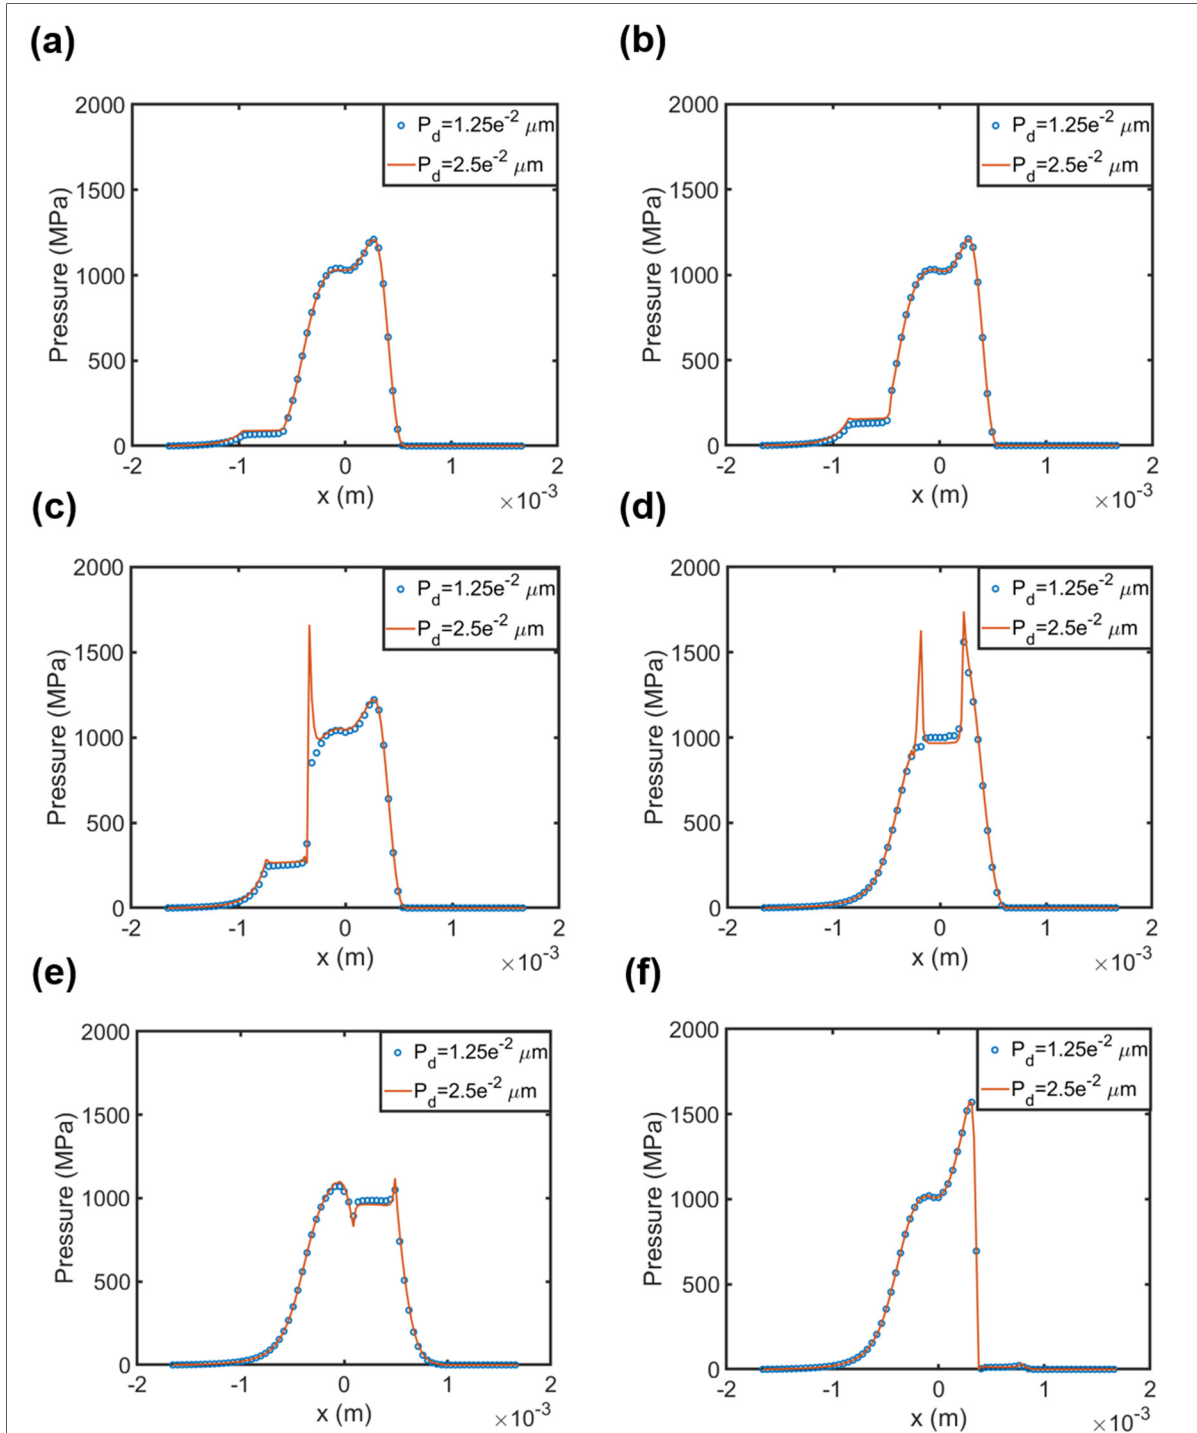 (a)
2000
1500
1000
500
0
Pressure (MPa)
P_d=1.25e^-2 μm
P_d=2.5e^-2 μm
-2 -1 0 1 2
x (m) ×10^-3
(b)
2000
1500
1000
500
0
Pressure (MPa)
P_d=1.25e^-2 μm
P_d=2.5e^-2 μm
-2 -1 0 1 2
x (m) ×10^-3
(c)
2000
1500
1000
500
0
Pressure (MPa)
P_d=1.25e^-2 μm
P_d=2.5e^-2 μm
-2 -1 0 1 2
x (m) ×10^-3
(d)
2000
1500
1000
500
0
Pressure (MPa)
P_d=1.25e^-2 μm
P_d=2.5e^-2 μm
-2 -1 0 1 2
x (m) ×10^-3
(e)
2000
1500
1000
500
0
Pressure (MPa)
P_d=1.25e^-2 μm
P_d=2.5e^-2 μm
-2 -1 0 1 2
x (m) ×10^-3
(f)
2000
1500
1000
500
0
Pressure (MPa)
P_d=1.25e^-2 μm
P_d=2.5e^-2 μm
-2 -1 0 1 2
x (m) ×10^-3